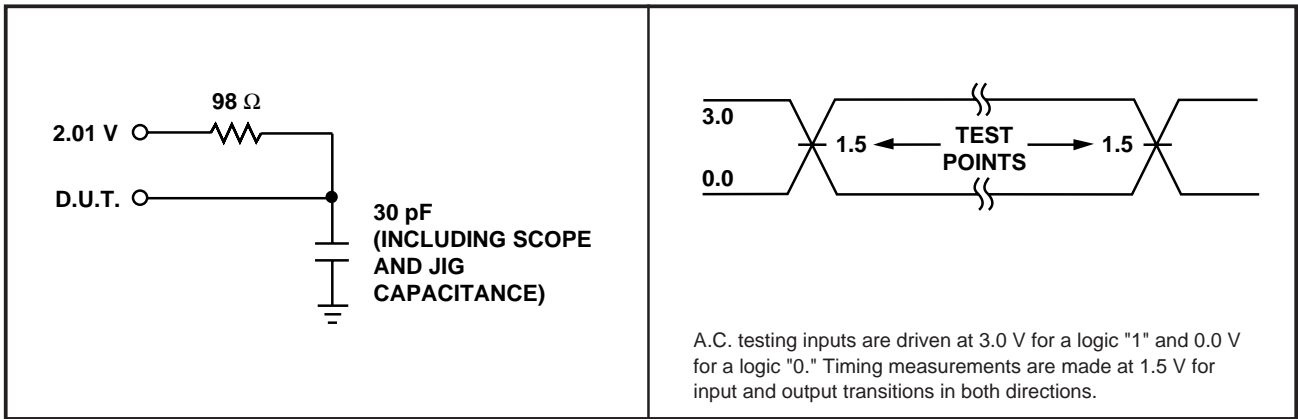 98 Ω
2.01 V
D.U.T.
30 pF
(INCLUDING SCOPE
AND JIG
CAPACITANCE)
3.0
0.0
1.5
TEST
POINTS
1.5
A.C. testing inputs are driven at 3.0 V for a logic "1" and 0.0 V
for a logic "0." Timing measurements are made at 1.5 V for
input and output transitions in both directions.